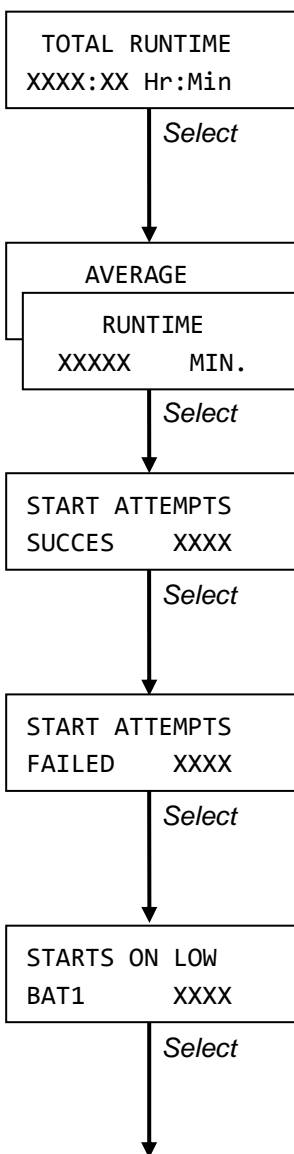 TOTAL RUNTIME
XXXX:XX Hr:Min
Select
AVERAGE
RUNTIME
XXXXX MIN.
Select
START ATTEMPTS
SUCCES XXXX
Select
START ATTEMPTS
FAILED XXXX
Select
STARTS ON LOW
BAT1 XXXX
Select